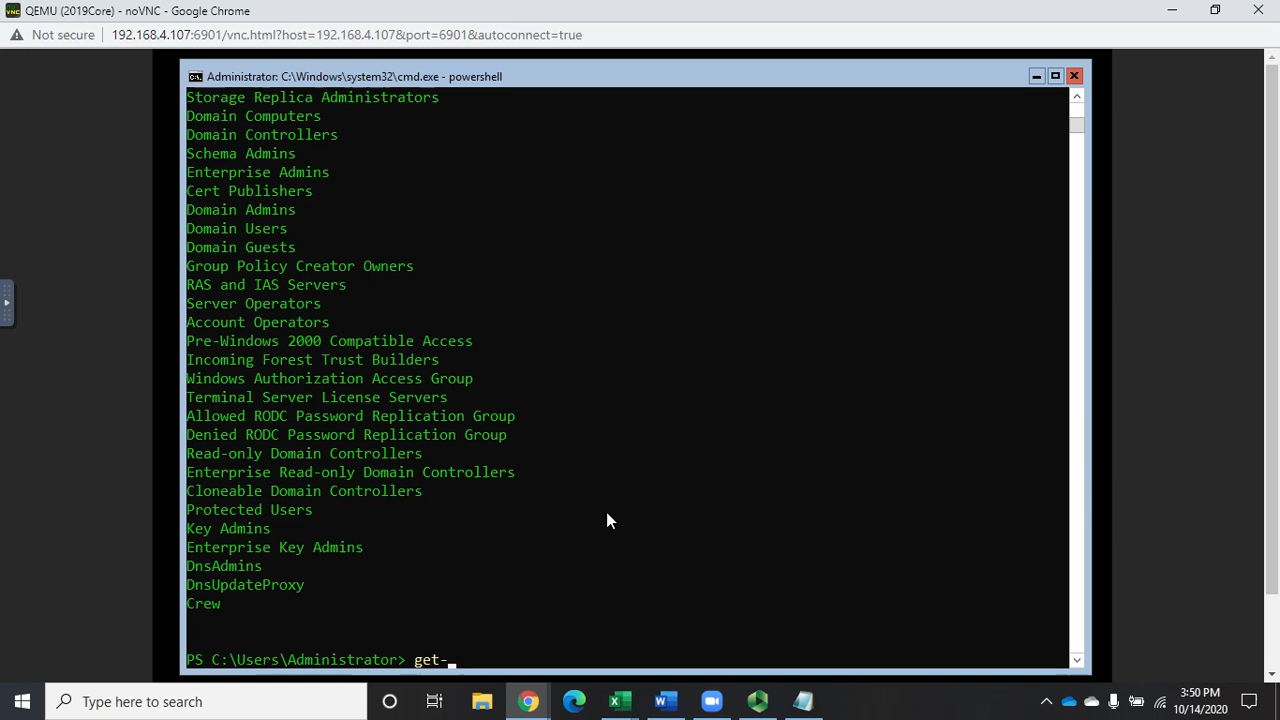 QEMU (2019Core) - noVNC - Google Chrome
Not secure 192.168.4.107:6901/vnc.html?host=192.168.4.107&port=6901&autoconnect=true
Administrator: C:\Windows\system32\cmd.exe - powershell
Storage Replica Administrators
Domain Computers
Domain Controllers
Schema Admins
Enterprise Admins
Cert Publishers
Domain Admins
Domain Users
Domain Guests
Group Policy Creator Owners
RAS and IAS Servers
Server Operators
Account Operators
Pre-Windows 2000 Compatible Access
Incoming Forest Trust Builders
Windows Authorization Access Group
Terminal Server License Servers
Allowed RODC Password Replication Group
Denied RODC Password Replication Group
Read-only Domain Controllers
Enterprise Read-only Domain Controllers
Cloneable Domain Controllers
Protected Users
Key Admins
Enterprise Key Admins
DnsAdmins
DnsUpdateProxy
Crew
PS C:\Users\Administrator> get-
Type here to search
3:50 PM
10/14/2020